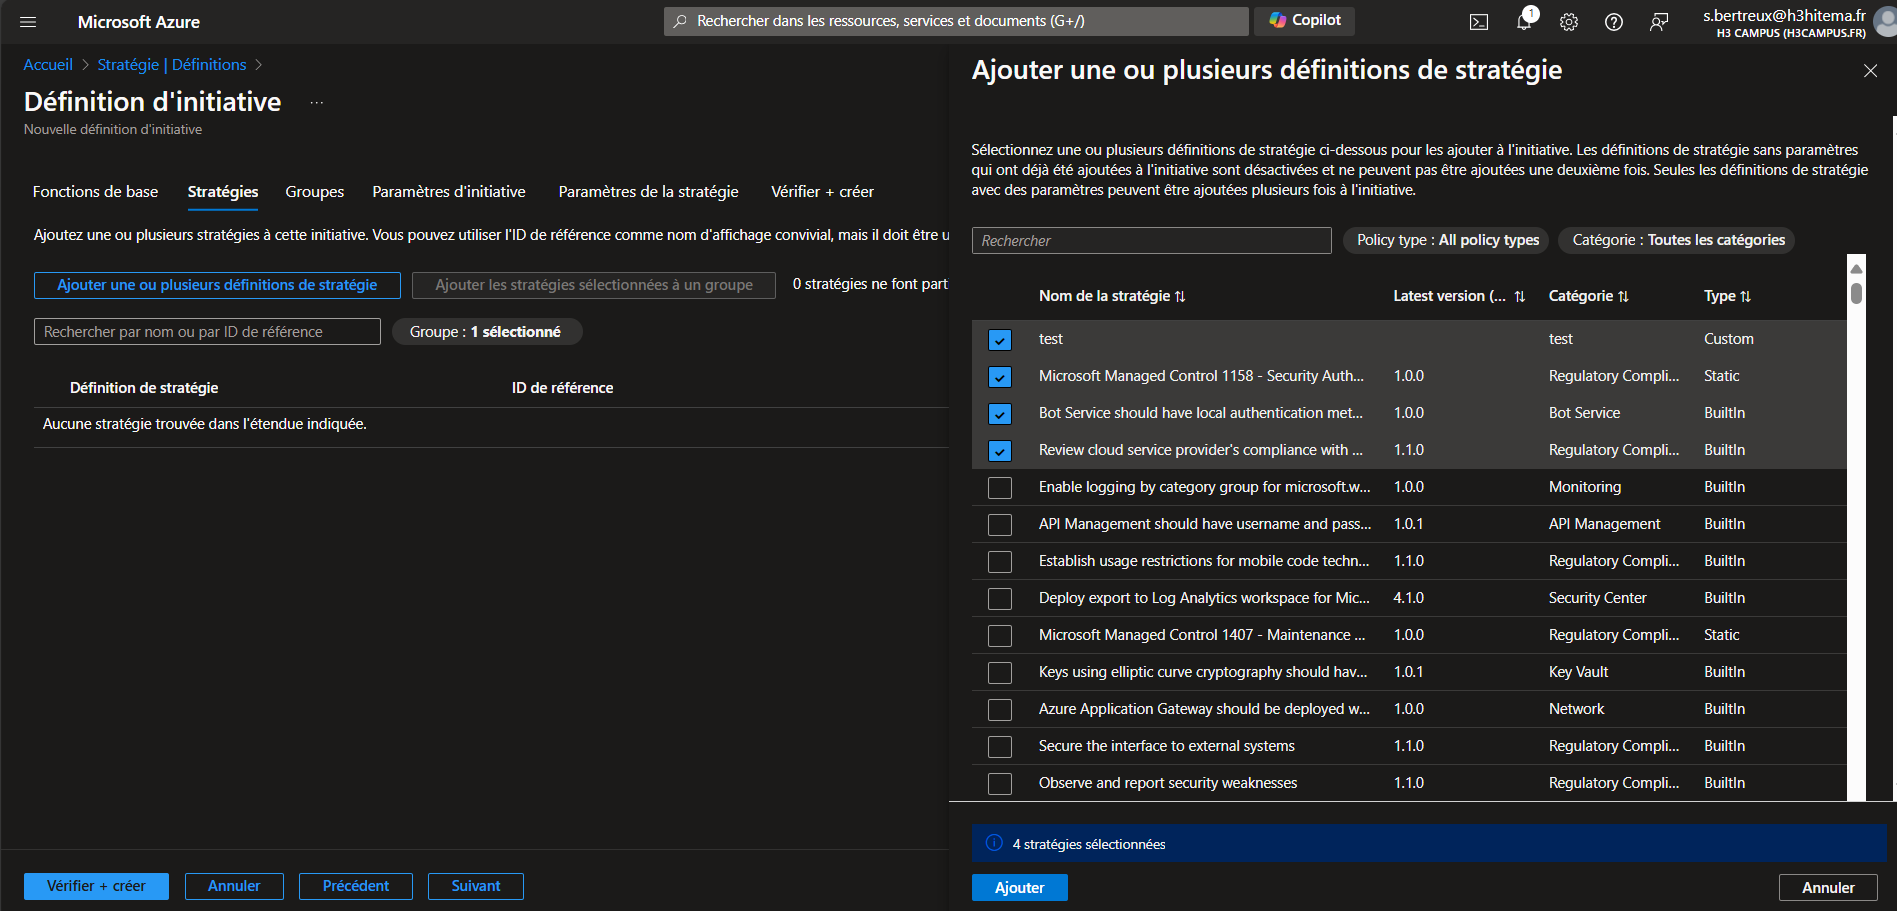 Microsoft Azure
Rechercher dans les ressources, services et documents (G+/)
Copilot
1
s.bertreux@h3hitema.fr
H3 CAMPUS (H3CAMPUS.FR)
Accueil > Stratégie | Définitions >
Définition d'initiative ...
Nouvelle définition d'initiative
Fonctions de base Stratégies Groupes Paramètres d'initiative Paramètres de la stratégie Vérifier + créer
Ajoutez une ou plusieurs stratégies à cette initiative. Vous pouvez utiliser l'ID de référence comme nom d'affichage convivial, mais il doit être u
Ajouter une ou plusieurs définitions de stratégie Ajouter les stratégies sélectionnées à un groupe 0 stratégies ne font part
Rechercher par nom ou par ID de référence Groupe : 1 sélectionné
Définition de stratégie ID de référence
Aucune stratégie trouvée dans l'étendue indiquée.
Vérifier + créer Annuler Précédent Suivant
Ajouter une ou plusieurs définitions de stratégie
Sélectionnez une ou plusieurs définitions de stratégie ci-dessous pour les ajouter à l'initiative. Les définitions de stratégie sans paramètres
qui ont déjà été ajoutées à l'initiative sont désactivées et ne peuvent pas être ajoutées une deuxième fois. Seules les définitions de stratégie
avec des paramètres peuvent être ajoutées plusieurs fois à l'initiative.
Rechercher Policy type : All policy types Catégorie : Toutes les catégories
Nom de la stratégie Latest version (... Catégorie Type
test test Custom
Microsoft Managed Control 1158 - Security Auth... 1.0.0 Regulatory Compli... Static
Bot Service should have local authentication met... 1.0.0 Bot Service BuiltIn
Review cloud service provider's compliance with ... 1.1.0 Regulatory Compli... BuiltIn
Enable logging by category group for microsoft.w... 1.0.0 Monitoring BuiltIn
API Management should have username and pass... 1.0.1 API Management BuiltIn
Establish usage restrictions for mobile code techn... 1.1.0 Regulatory Compli... BuiltIn
Deploy export to Log Analytics workspace for Mic... 4.1.0 Security Center BuiltIn
Microsoft Managed Control 1407 - Maintenance ... 1.0.0 Regulatory Compli... Static
Keys using elliptic curve cryptography should hav... 1.0.1 Key Vault BuiltIn
Azure Application Gateway should be deployed w... 1.0.0 Network BuiltIn
Secure the interface to external systems 1.1.0 Regulatory Compli... BuiltIn
Observe and report security weaknesses 1.1.0 Regulatory Compli... BuiltIn
4 stratégies sélectionnées
Ajouter Annuler